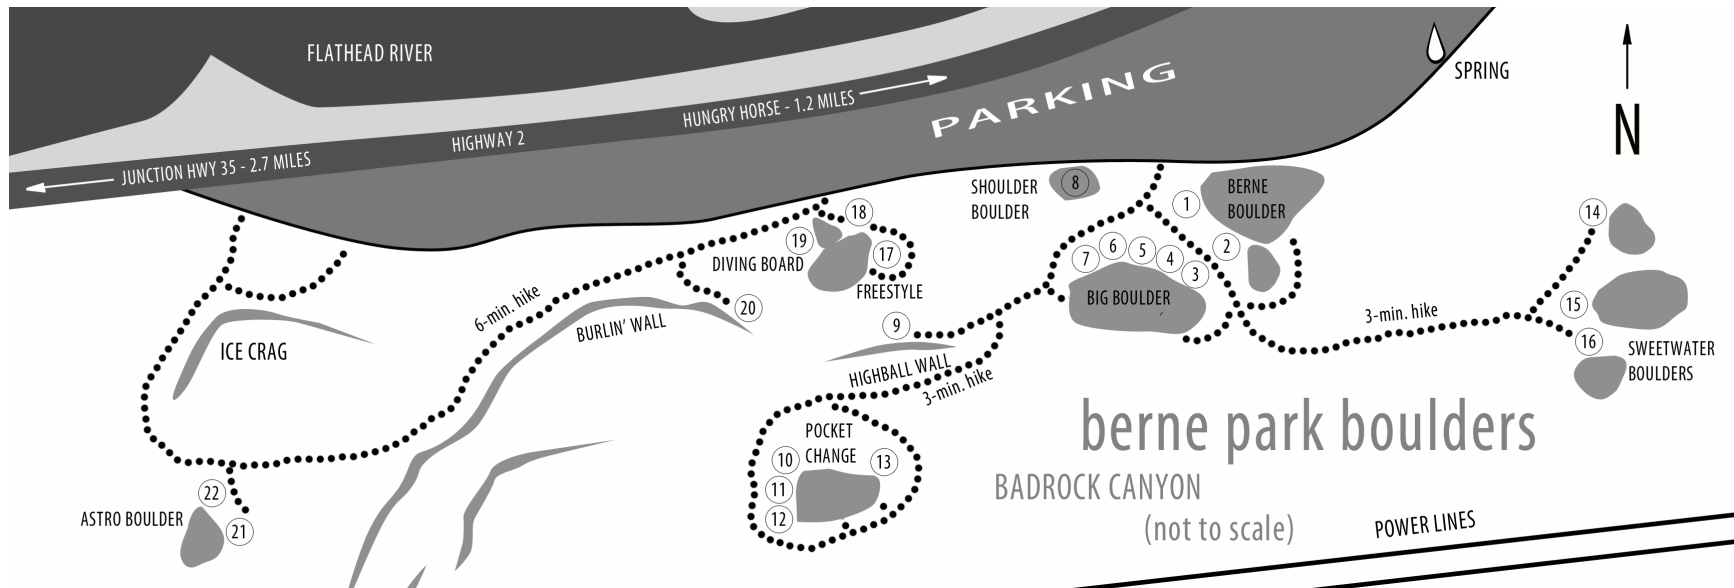 FLATHEAD RIVER
SPRING
PARKING
HUNGRY HORSE - 1.2 MILES
HIGHWAY 2
JUNCTION HWY 35 - 2.7 MILES
N
SHOULDER
BOULDER
8
1
BERNE
BOULDER
2
14
18
19
17
DIVING BOARD
FREESTYLE
7
6
5
4
3
BIG BOULDER
6-min. hike
20
BURLIN' WALL
ICE CRAG
9
HIGHBALL WALL
3-min. hike
3-min. hike
15
16
SWEETWATER
BOULDERS
POCKET
CHANGE
10
13
11
12
berne park boulders
BADROCK CANYON
(not to scale)
POWER LINES
22
ASTRO BOULDER
21